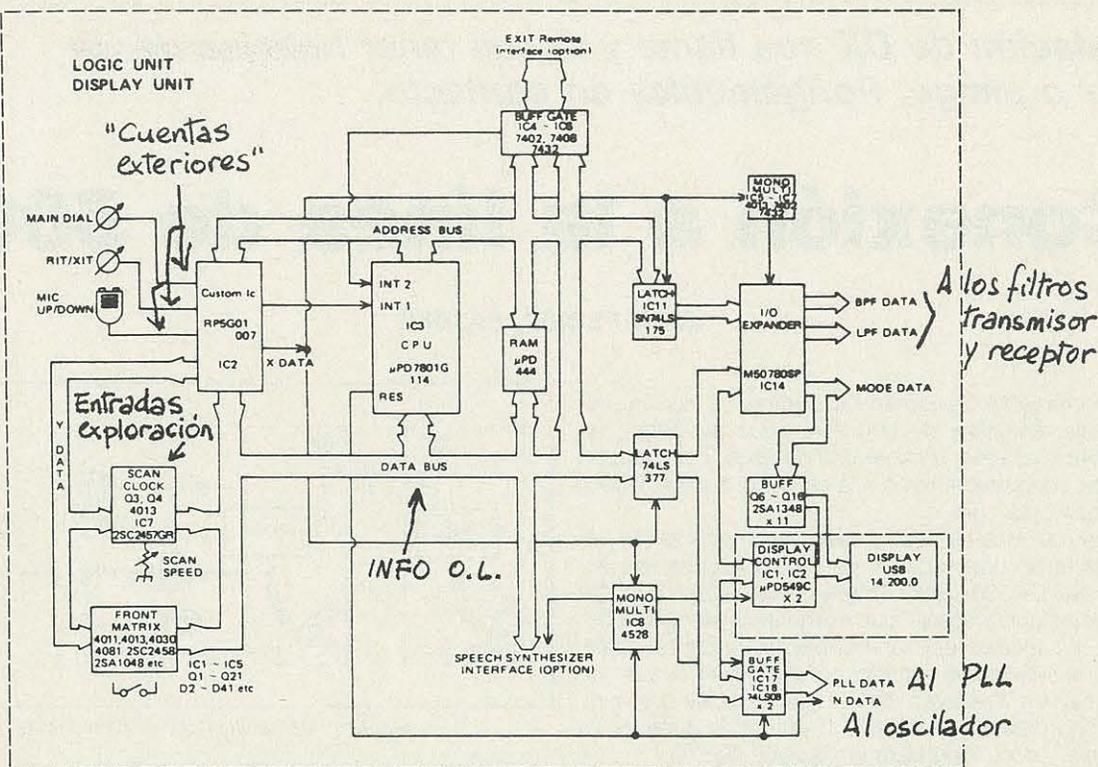 EXIT Remote
Interface (option)
LOGIC UNIT
DISPLAY UNIT
"Cuentas
exteriores"
BUFF GATE
IC4 ~ IC6
7402, 7408
7432
MONO
MULTI
7432
MAIN DIAL
RIT/XIT
MIC
UP/DOWN
ADDRESS BUS
Custom Ic
RP5G01
007
IC2
X DATA
INT 2
INT 1
IC3
CPU
µPD7801G
114
RES
RAM
µPD
444
LATCH
IC11
SN74LS
175
I/O
EXPANDER
M50780SP
IC14
BPF DATA
LPF DATA
MODE DATA
A los filtros
transmisor
y receptor
Entradas
exploración
Y DATA
DATA BUS
LATCH
74LS
377
SCAN
CLOCK
Q3, Q4
4013
IC7
2SC2457GR
SCAN
SPEED
INFO O.L.
BUFF
Q6 ~ Q16
2SA1348
x 11
DISPLAY
CONTROL
IC1, IC2
µPD549C
X 2
DISPLAY
USB
14.200.0
FRONT
MATRIX
4011,4013,4030
4081 2SC2458
2SA1048 etc
IC1 ~ IC5
Q1 ~ Q21
D2 ~ D41 etc
MONO
MULTI
IC8
4528
SPEECH SYNTHESIZER
INTERFACE (OPTION)
BUFF
GATE
IC17
IC18
74LS08
x 2
PLL DATA
N DATA
Al PLL
Al oscilador